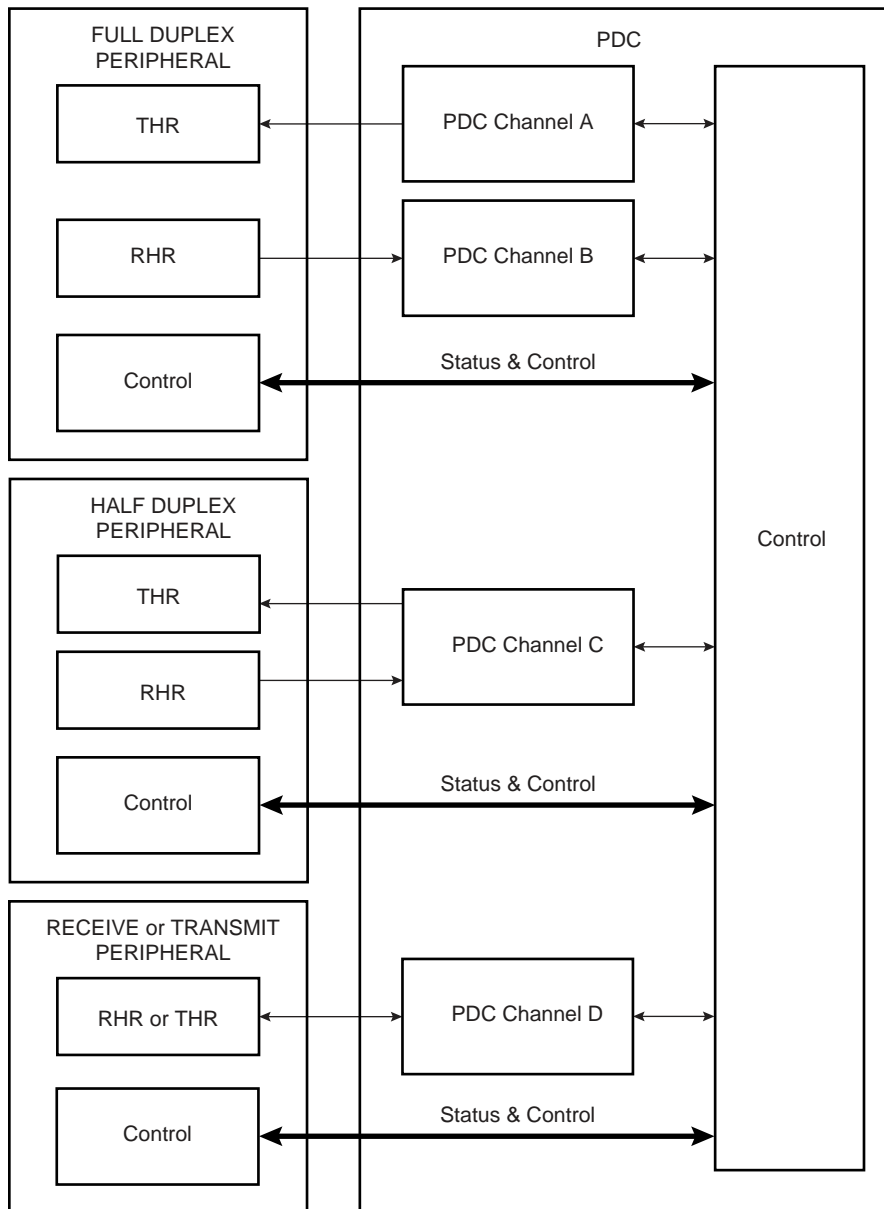 FULL DUPLEX
PERIPHERAL
PDC
THR
PDC Channel A
RHR
PDC Channel B
Control
Status & Control
HALF DUPLEX
PERIPHERAL
Control
THR
PDC Channel C
RHR
Control
Status & Control
RECEIVE or TRANSMIT
PERIPHERAL
RHR or THR
PDC Channel D
Control
Status & Control